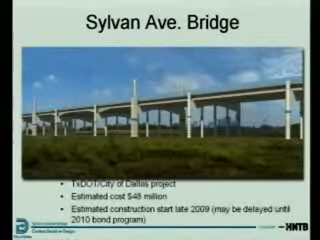 Sylvan Ave. Bridge
• TxDOT/City of Dallas project
• Estimated cost $48 million
• Estimated construction start late 2009 (may be delayed until
2010 bond program)
HNTB